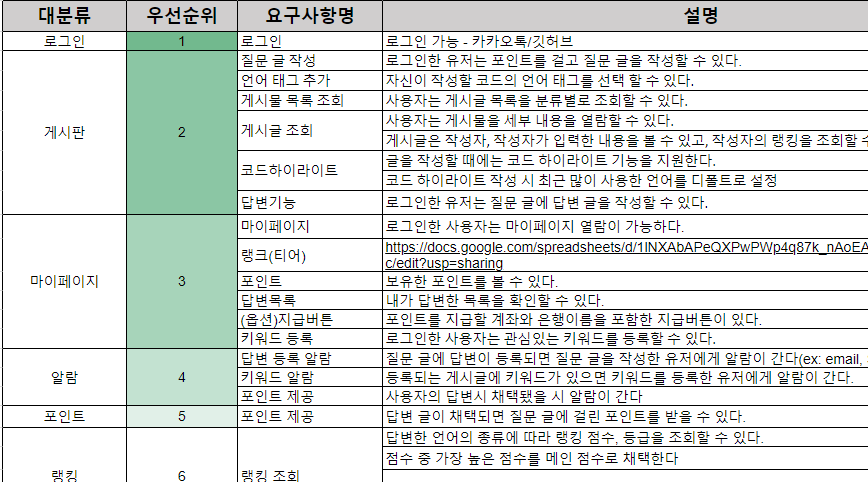 대분류 우선순위 요구사항명 설명
로그인 1 로그인 로그인 가능 - 카카오톡/깃허브
게시판 2 질문 글 작성 로그인한 유저는 포인트를 걸고 질문 글을 작성할 수 있다.
언어 태그 추가 자신이 작성할 코드의 언어 태그를 선택 할 수 있다.
게시물 목록 조회 사용자는 게시글 목록을 분류별로 조회할 수 있다.
게시글 조회 사용자는 게시물을 세부 내용을 열람할 수 있다.
게시글은 작성자, 작성자가 입력한 내용을 볼 수 있고, 작성자의 랭킹을 조회할
코드하이라이트 글을 작성할 때에는 코드 하이라이트 기능을 지원한다.
코드 하이라이트 작성 시 최근 많이 사용한 언어를 디폴트로 설정
답변기능 로그인한 유저는 질문 글에 답변 글을 작성할 수 있다.
마이페이지 3 마이페이지 로그인한 사용자는 마이페이지 열람이 가능하다.
랭크(티어) https://docs.google.com/spreadsheets/d/1INXAbAPeQXPwPWp4q87k_nAoEA
c/edit?usp=sharing
포인트 보유한 포인트를 볼 수 있다.
답변목록 내가 답변한 목록을 확인할 수 있다.
(옵션)지급버튼 포인트를 지급할 계좌와 은행이름을 포함한 지급버튼이 있다.
키워드 등록 로그인한 사용자는 관심있는 키워드를 등록할 수 있다.
알람 4 답변 등록 알람 질문 글에 답변이 등록되면 질문 글을 작성한 유저에게 알람이 간다(ex: email,
키워드 알람 등록되는 게시글에 키워드가 있으면 키워드를 등록한 유저에게 알람이 간다.
포인트 제공 사용자의 답변시 채택됐을 시 알람이 간다
포인트 5 포인트 제공 답변 글이 채택되면 질문 글에 걸린 포인트를 받을 수 있다.
랭킹 6 랭킹 조회 답변한 언어의 종류에 따라 랭킹 점수, 등급을 조회할 수 있다.
점수 중 가장 높은 점수를 메인 점수로 채택한다